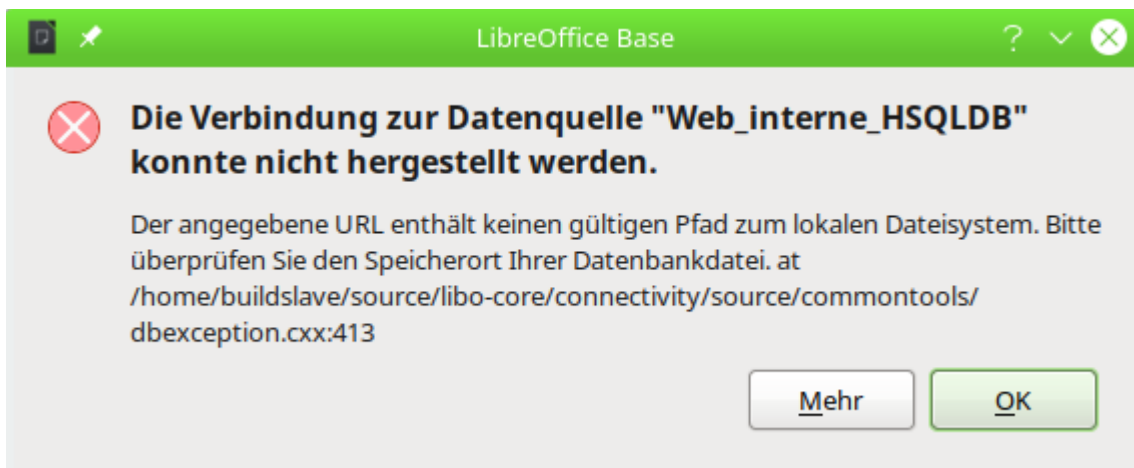 LibreOffice Base
Die Verbindung zur Datenquelle "Web_interne_HSQLDB"
konnte nicht hergestellt werden.
Der angegebene URL enthält keinen gültigen Pfad zum lokalen Dateisystem. Bitte
überprüfen Sie den Speicherort Ihrer Datenbankdatei. at
/home/buildslave/source/libo-core/connectivity/source/commontools/
dbexception.cxx:413
Mehr OK